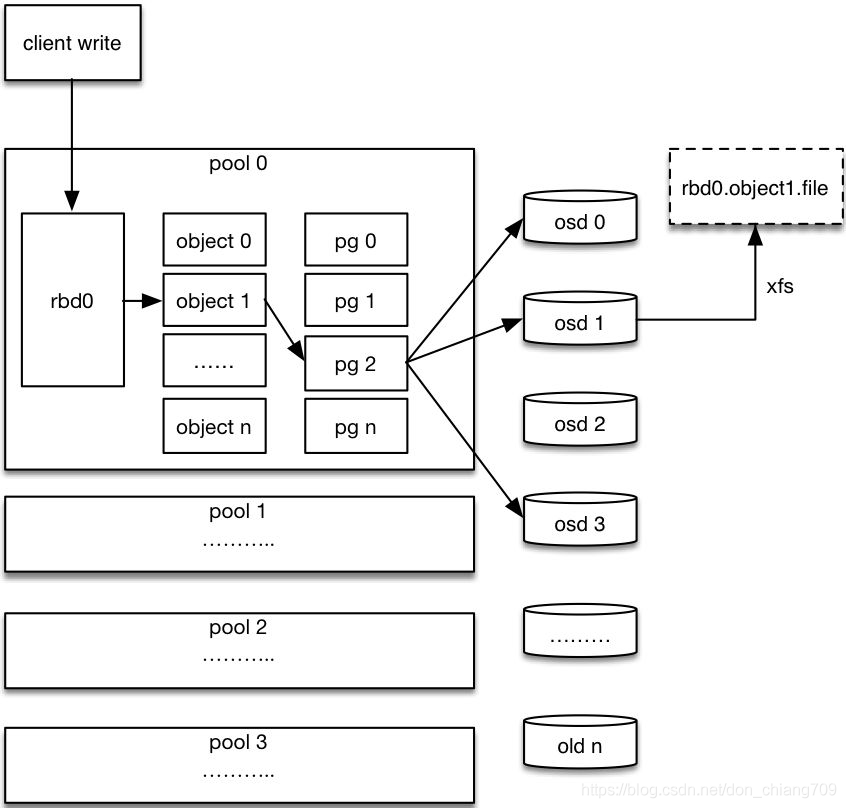 client write
pool 0
rbd0
object 0
object 1
......
object n
pg 0
pg 1
pg 2
pg n
osd 0
osd 1
osd 2
osd 3
.........
old n
rbd0.object1.file
xfs
pool 1
...........
pool 2
...........
pool 3
...........
https://blog.csdn.net/don_chiang709